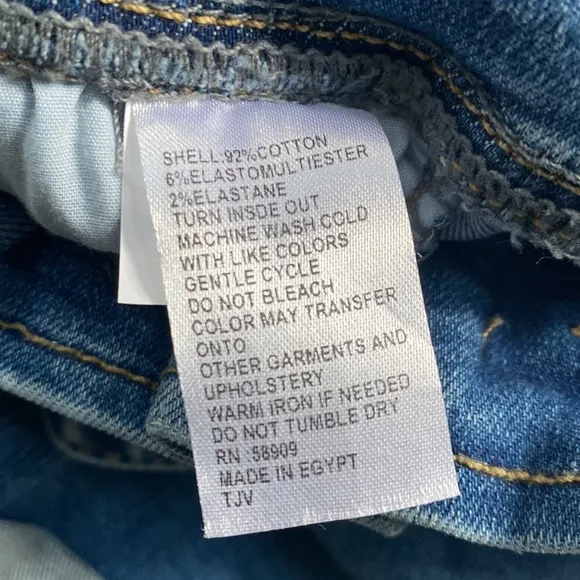 SHELL:92%COTTON
6%ELASTOMULTIESTER
2%ELASTANE
TURN INSDE OUT
MACHINE WASH COLD
WITH LIKE COLORS
GENTLE CYCLE
DO NOT BLEACH
COLOR MAY TRANSFER
ONTO
OTHER GARMENTS AND
UPHOLSTERY
WARM IRON IF NEEDED
DO NOT TUMBLE DRY
RN :58909
MADE IN EGYPT
TJV